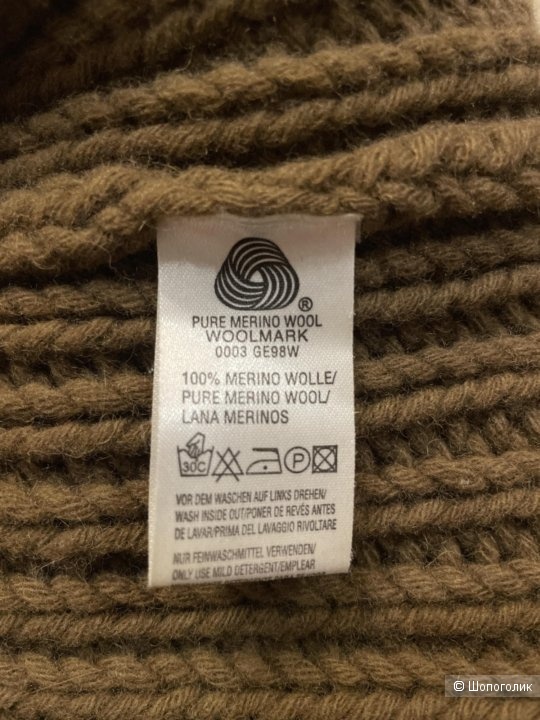 ®
PURE MERINO WOOL
WOOLMARK
0003 GE98W
100% MERINO WOLLE/
PURE MERINO WOOL/
LANA MERINOS
30C P
VOR DEM WASCHEN AUF LINKS DREHEN/
WASH INSIDE OUT/PONER DE REVÉS ANTES
DE LAVAR/PRIMA DEL LAVAGGIO RIVOLTARE
NUR FEINWASCHMITTEL VERWENDEN/
ONLY USE MILD DETERGENT/EMPLEAR
© Шопоголик